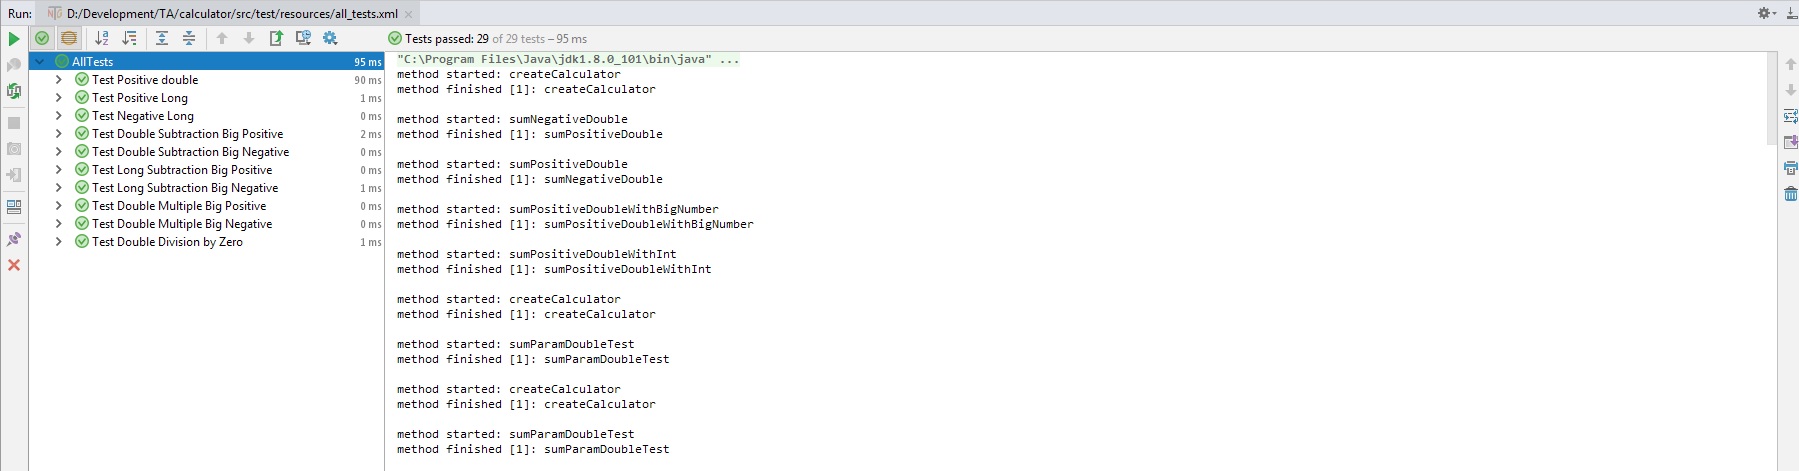 Run: D:/Development/TA/calculator/src/test/resources/all_tests.xml
Tests passed: 29 of 29 tests – 95 ms
AllTests 95 ms
Test Positive double 90 ms
Test Positive Long 1 ms
Test Negative Long 0 ms
Test Double Subtraction Big Positive 2 ms
Test Double Subtraction Big Negative 0 ms
Test Long Subtraction Big Positive 0 ms
Test Long Subtraction Big Negative 1 ms
Test Double Multiple Big Positive 0 ms
Test Double Multiple Big Negative 0 ms
Test Double Division by Zero 1 ms
"C:\Program Files\Java\jdk1.8.0_101\bin\java" ...
method started: createCalculator
method finished [1]: createCalculator
method started: sumNegativeDouble
method finished [1]: sumPositiveDouble
method started: sumPositiveDouble
method finished [1]: sumNegativeDouble
method started: sumPositiveDoubleWithBigNumber
method finished [1]: sumPositiveDoubleWithBigNumber
method started: sumPositiveDoubleWithInt
method finished [1]: sumPositiveDoubleWithInt
method started: createCalculator
method finished [1]: createCalculator
method started: sumParamDoubleTest
method finished [1]: sumParamDoubleTest
method started: createCalculator
method finished [1]: createCalculator
method started: sumParamDoubleTest
method finished [1]: sumParamDoubleTest